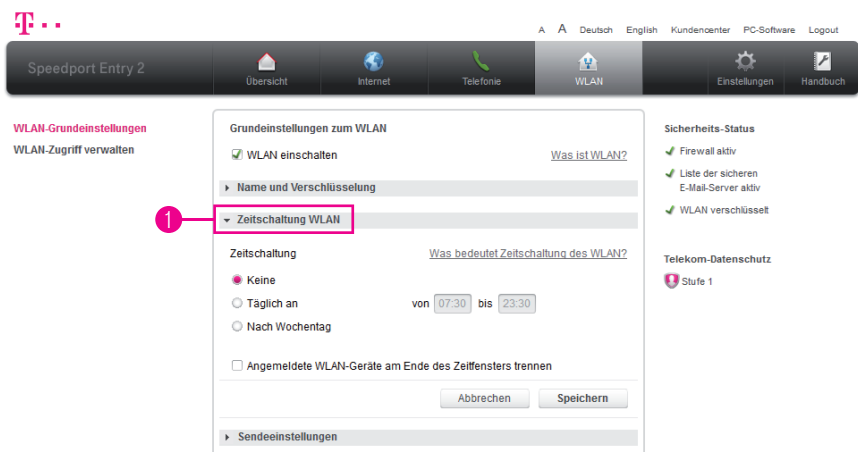 T
A A Deutsch English Kundencenter PC-Software Logout
Speedport Entry 2
Übersicht Internet Telefonie WLAN Einstellungen Handbuch
WLAN-Grundeinstellungen
WLAN-Zugriff verwalten
Grundeinstellungen zum WLAN
WLAN einschalten Was ist WLAN?
Name und Verschlüsselung
1 Zeitschaltung WLAN
Zeitschaltung Was bedeutet Zeitschaltung des WLAN?
Keine
Täglich an von 07:30 bis 23:30
Nach Wochentag
Angemeldete WLAN-Geräte am Ende des Zeitfensters trennen
Abbrechen Speichern
Sendeeinstellungen
Sicherheits-Status
Firewall aktiv
Liste der sicheren
E-Mail-Server aktiv
WLAN verschlüsselt
Telekom-Datenschutz
Stufe 1